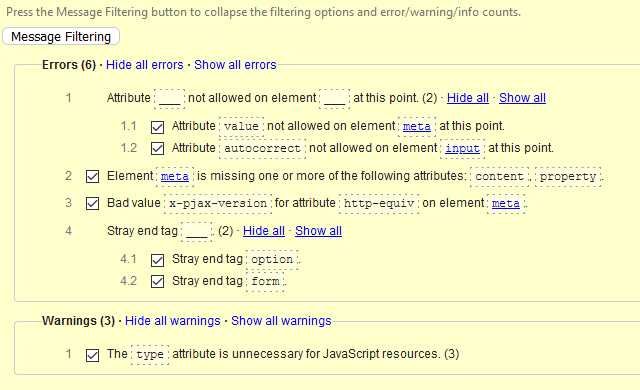 Press the Message Filtering button to collapse the filtering options and error/warning/info counts.
Message Filtering
Errors (6) · Hide all errors · Show all errors
1 Attribute ___ not allowed on element ___ at this point. (2) · Hide all · Show all
1.1 Attribute value not allowed on element meta at this point.
1.2 Attribute autocorrect not allowed on element input at this point.
2 Element meta is missing one or more of the following attributes: content, property.
3 Bad value x-pjax-version for attribute http-equiv on element meta.
4 Stray end tag ___. (2) · Hide all · Show all
4.1 Stray end tag option.
4.2 Stray end tag form.
Warnings (3) · Hide all warnings · Show all warnings
1 The type attribute is unnecessary for JavaScript resources. (3)